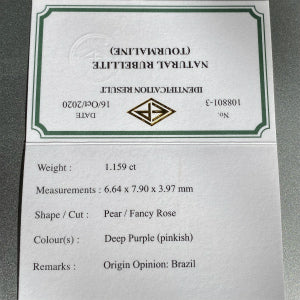 NATURAL RUBELLITE
(TOURMALINE)
IDENTIFICATION RESULT
No. 108801-3
DATE 16/Oct/2020
Weight : 1.159 ct
Measurements : 6.64 x 7.90 x 3.97 mm
Shape / Cut : Pear / Fancy Rose
Colour(s) : Deep Purple (pinkish)
Remarks : Origin Opinion: Brazil